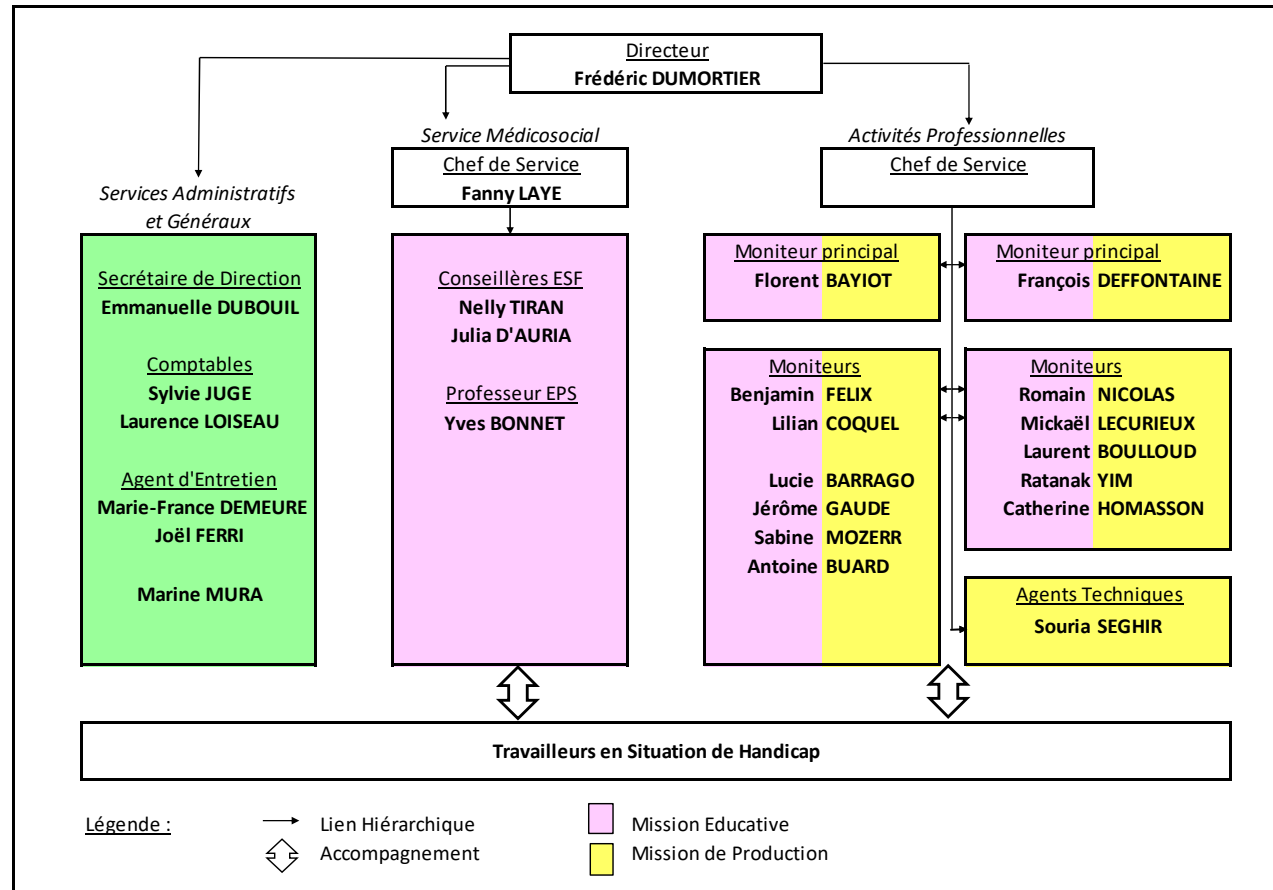 Directeur
Frédéric DUMORTIER
Services Administratifs
et Généraux
Secrétaire de Direction
Emmanuelle DUBOUIL
Comptables
Sylvie JUGE
Laurence LOISEAU
Agent d'Entretien
Marie-France DEMEURE
Joël FERRI
Marine MURA
Service Médicosocial
Chef de Service
Fanny LAYE
Conseillères ESF
Nelly TIRAN
Julia D'AURIA
Professeur EPS
Yves BONNET
Activités Professionnelles
Chef de Service
Moniteur principal
Florent BAYIOT
Moniteurs
Benjamin FELIX
Lilian COQUEL
Lucie BARRAGO
Jérôme GAUDE
Sabine MOZERR
Antoine BUARD
Moniteur principal
François DEFFONTAINE
Moniteurs
Romain NICOLAS
Mickaël LECURIEUX
Laurent BOULLOUD
Ratanak YIM
Catherine HOMASSON
Agents Techniques
Souria SEGHIR
Travailleurs en Situation de Handicap
Légende :
Lien Hiérarchique
Accompagnement
Mission Educative
Mission de Production